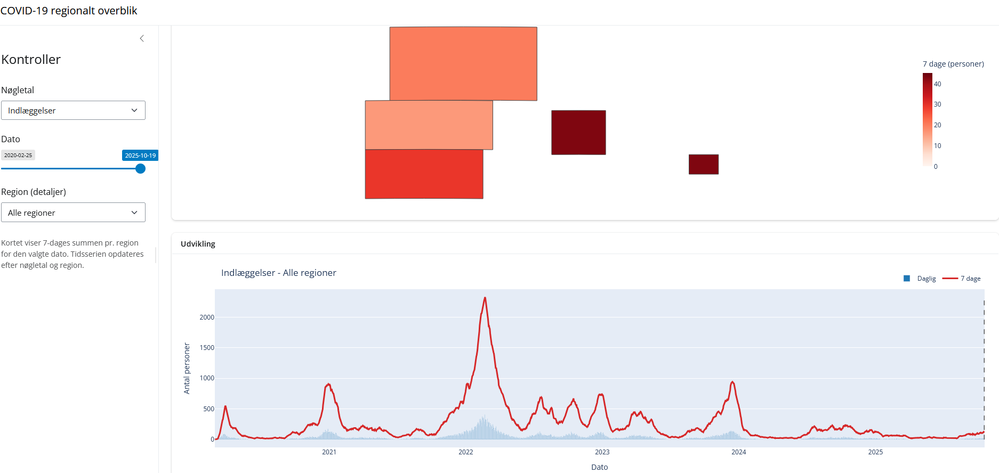 COVID-19 regionalt overblik
Kontroller
Nøgletal
Indlæggelser
Dato
2020-02-25
2025-10-19
Region (detaljer)
Alle regioner
Kortet viser 7-dages summen pr. region
for den valgte dato. Tidsserien opdateres
efter nøgletal og region.
7 dage (personer)
40
30
20
10
0
Udvikling
Indlæggelser - Alle regioner
Daglig
7 dage
Antal personer
2000
1500
1000
500
0
2021
2022
2023
2024
2025
Dato